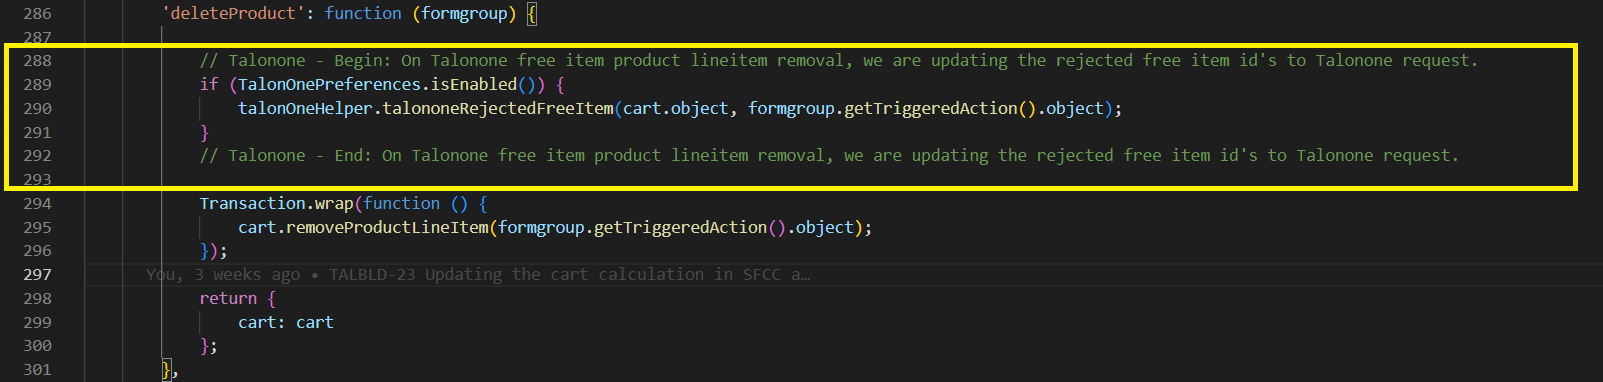 286 'deleteProduct': function (formgroup) {
287
288 // Talonone - Begin: On Talonone free item product lineitem removal, we are updating the rejected free item id's to Talonone request.
289 if (TalonOnePreferences.isEnabled()) {
290 talonOneHelper.talononeRejectedFreeItem(cart.object, formgroup.getTriggeredAction().object);
291 }
292 // Talonone - End: On Talonone free item product lineitem removal, we are updating the rejected free item id's to Talonone request.
293
294 Transaction.wrap(function () {
295 cart.removeProductLineItem(formgroup.getTriggeredAction().object);
296 });
297 You, 3 weeks ago • TALBLD-23 Updating the cart calculation in SFCC a…
298 return {
299 cart: cart
300 };
301 },